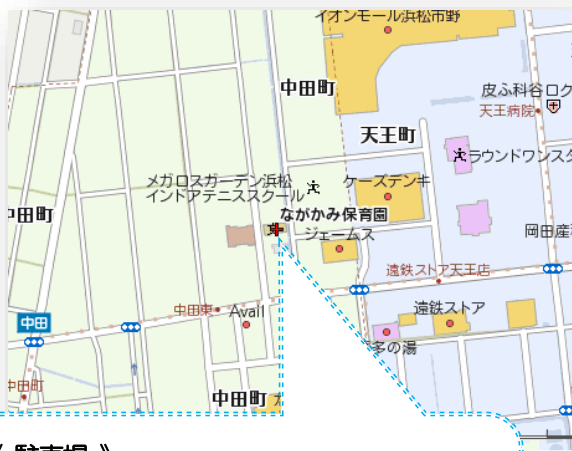 イオンモール浜松市野
中田町
皮ふ科谷口ク
天王病院
天王町
ラウンドワンスタ
メガロスガーデン浜松
インドアテニススクール
ケーズデンキ
中田町
ながかみ保育園
ジェームス
岡田産
遠鉄ストア天王店
中田東
Avail
遠鉄ストア
中田
多の湯
中田町
中田町
《 駐車場 》